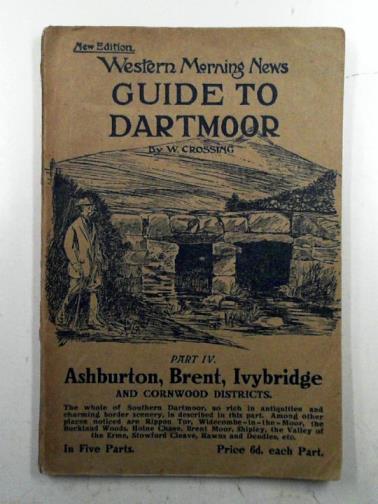 New Edition.
Western Morning News
GUIDE TO
DARTMOOR
By W. CROSSING
PART IV.
Ashburton, Brent, Ivybridge
AND CORNWOOD DISTRICTS.
The whole of Southern Dartmoor, so rich in antiquities and
charming border scenery, is described in this part. Among other
places noticed are Rippon Tor, Widecombe-in-the-Moor, the
Buckland Woods, Holne Chase, Brent Moor, Shipley, the Valley of
the Erme, Stowford Cleave, Hawns and Dendles, etc.
In Five Parts. Price 6d. each Part.